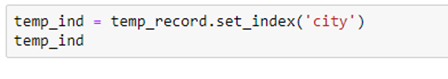 temp_ind = temp_record.set_index('city')
temp_ind